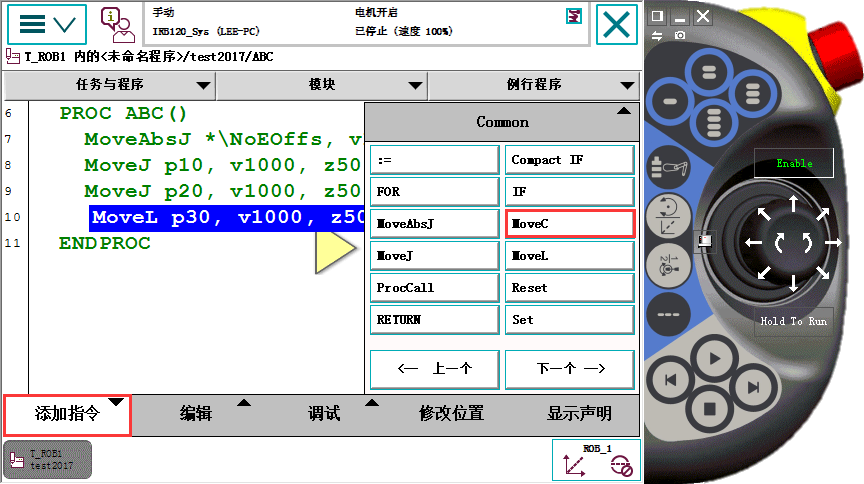 手动
电机开启
IRB120_Sys (LEE-PC)
已停止 (速度 100%)
T_ROB1 内的<未命名程序>/test2017/ABC
任务与程序
模块
例行程序
6 PROC ABC()
7 MoveAbsJ *\NoEOffs, v
8 MoveJ p10, v1000, z50
9 MoveJ p20, v1000, z50
10 MoveL p30, v1000, z50
11 ENDPROC
Common
:=
Compact IF
FOR
IF
MoveAbsJ
MoveC
MoveJ
MoveL
ProcCall
Reset
RETURN
Set
<— 上一个
下一个 —>
添加指令
编辑
调试
修改位置
显示声明
T_ROB1
test2017
ROB_1
Enable
Hold To Run